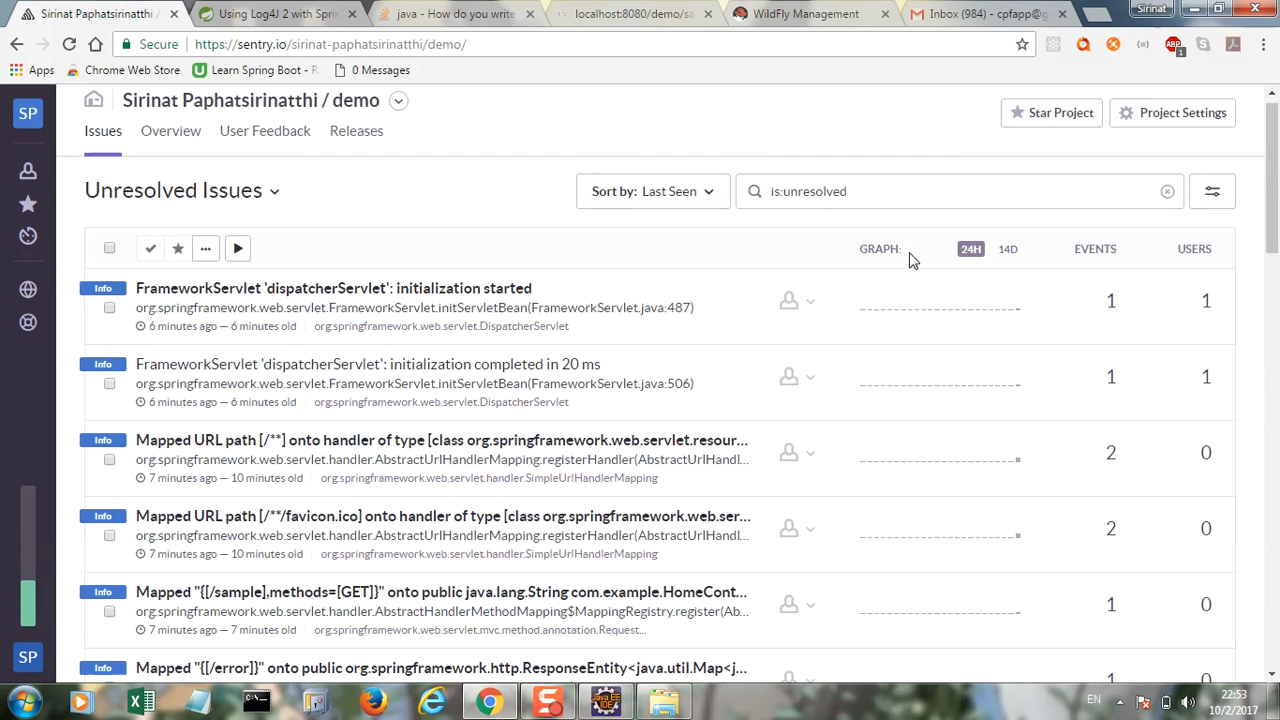 Sirinat Paphatsirinatthi /
Using Log4J 2 with Spri
java - How do you write
localhost:8080/demo/sa
WildFly Management
Inbox (984) - cpfapp@g
Sirinat
Secure
https://sentry.io/sirinat-paphatsirinatthi/demo/
ABP
1
Apps
Chrome Web Store
Learn Spring Boot - R
0 Messages
SP
Sirinat Paphatsirinatthi / demo
Star Project
Project Settings
Issues
Overview
User Feedback
Releases
Unresolved Issues
Sort by: Last Seen
is:unresolved
GRAPH:
24H
14D
EVENTS
USERS
Info
FrameworkServlet 'dispatcherServlet': initialization started
org.springframework.web.servlet.FrameworkServlet.initServletBean(FrameworkServlet.java:487)
6 minutes ago — 6 minutes old
org.springframework.web.servlet.DispatcherServlet
1
1
Info
FrameworkServlet 'dispatcherServlet': initialization completed in 20 ms
org.springframework.web.servlet.FrameworkServlet.initServletBean(FrameworkServlet.java:506)
6 minutes ago — 6 minutes old
org.springframework.web.servlet.DispatcherServlet
1
1
Info
Mapped URL path [/**] onto handler of type [class org.springframework.web.servlet.resour...
org.springframework.web.servlet.handler.AbstractUrlHandlerMapping.registerHandler(AbstractUrlHandl...
7 minutes ago — 10 minutes old
org.springframework.web.servlet.handler.SimpleUrlHandlerMapping
2
0
Info
Mapped URL path [/**/favicon.ico] onto handler of type [class org.springframework.web.ser...
org.springframework.web.servlet.handler.AbstractUrlHandlerMapping.registerHandler(AbstractUrlHandl...
7 minutes ago — 10 minutes old
org.springframework.web.servlet.handler.SimpleUrlHandlerMapping
2
0
Info
Mapped "{[/sample],methods=[GET]}" onto public java.lang.String com.example.HomeCont...
org.springframework.web.servlet.handler.AbstractHandlerMethodMapping$MappingRegistry.register(Ab...
7 minutes ago — 7 minutes old
org.springframework.web.servlet.mvc.method.annotation.Request...
1
0
Info
Mapped "{[/error]}" onto public org.springframework.http.ResponseEntity<java.util.Map<j...
SP
Java EE
IDE
EN
22:53
10/2/2017